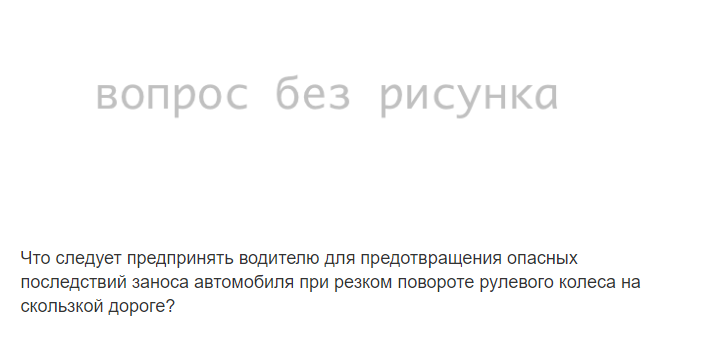 вопрос без рисунка
Что следует предпринять водителю для предотвращения опасных
последствий заноса автомобиля при резком повороте рулевого колеса на
скользкой дороге?